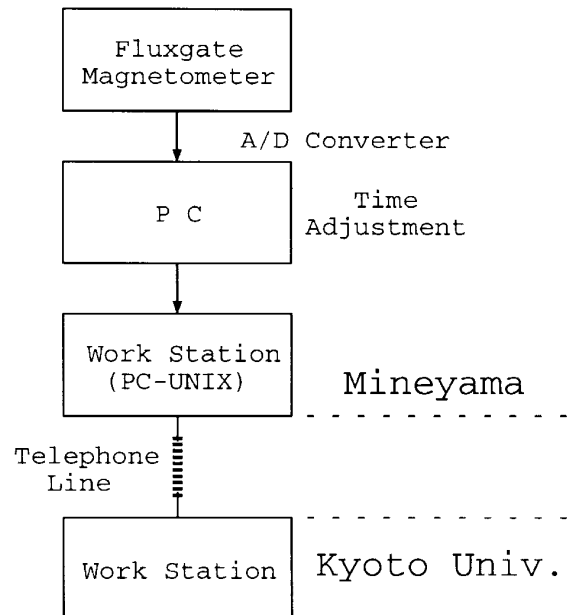 Fluxgate
Magnetometer
A/D Converter
P C
Time
Adjustment
Work Station
(PC-UNIX)
Mineyama
Telephone
Line
Work Station
Kyoto Univ.